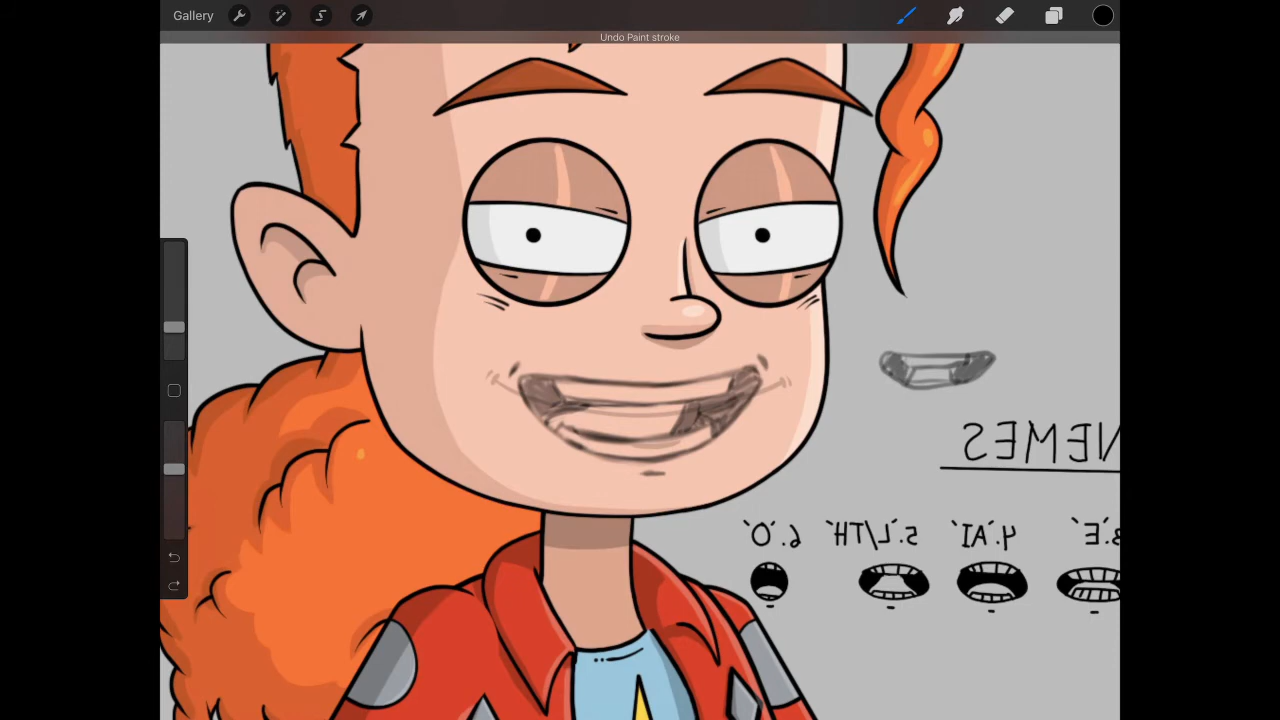 Gallery
Undo Paint stroke
NEMES
3. 'E' 4. 'AI' 5. 'L/TH' 6. 'O'